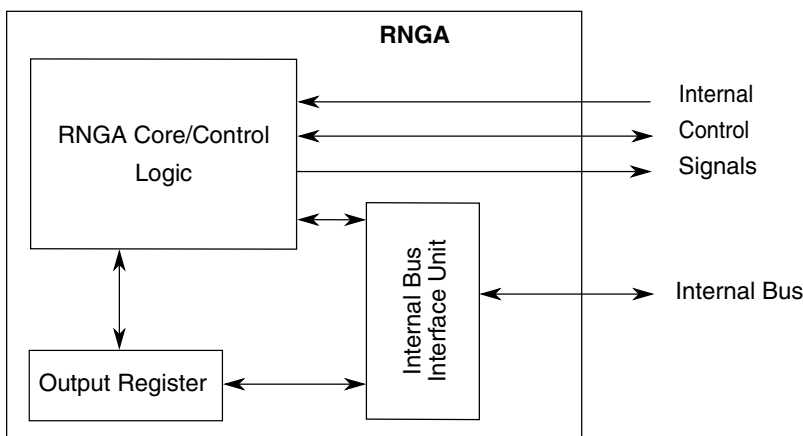 RNGA
RNGA Core/Control
Logic
Internal
Control
Signals
Internal Bus
Interface Unit
Internal Bus
Output Register